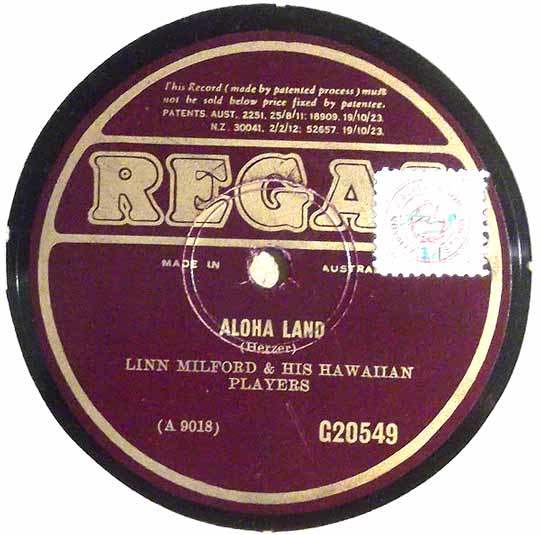 This Record (made by patented process) must
not be sold below price fixed by patentee.
PATENTS. AUST. 2251. 25/8/11: 18909. 19/10/23.
N.Z. 30041. 2/2/12: 52657. 19/10/23.
REGA
MADE IN AUSTRA
ALOHA LAND
(Herzer)
LINN MILFORD & HIS HAWAIIAN
PLAYERS
(A 9018) G20549